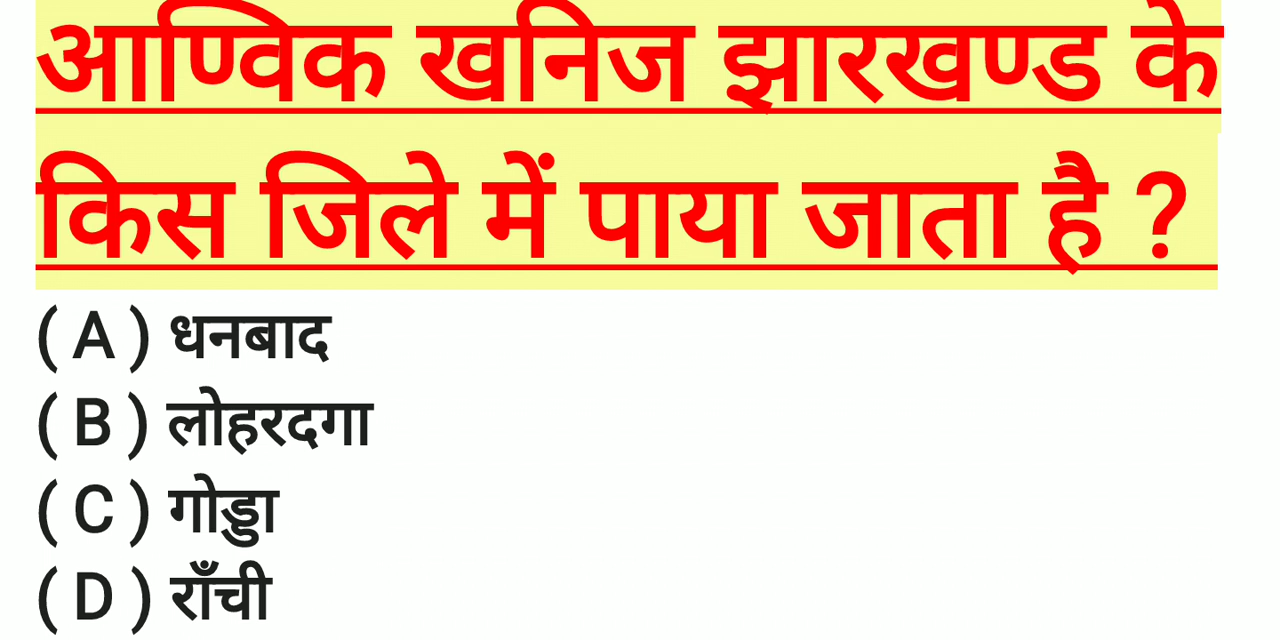 आण्विक खनिज झारखण्ड के
किस जिले में पाया जाता है ?
( A ) धनबाद
( B ) लोहरदगा
( C ) गोड्डा
( D ) राँची